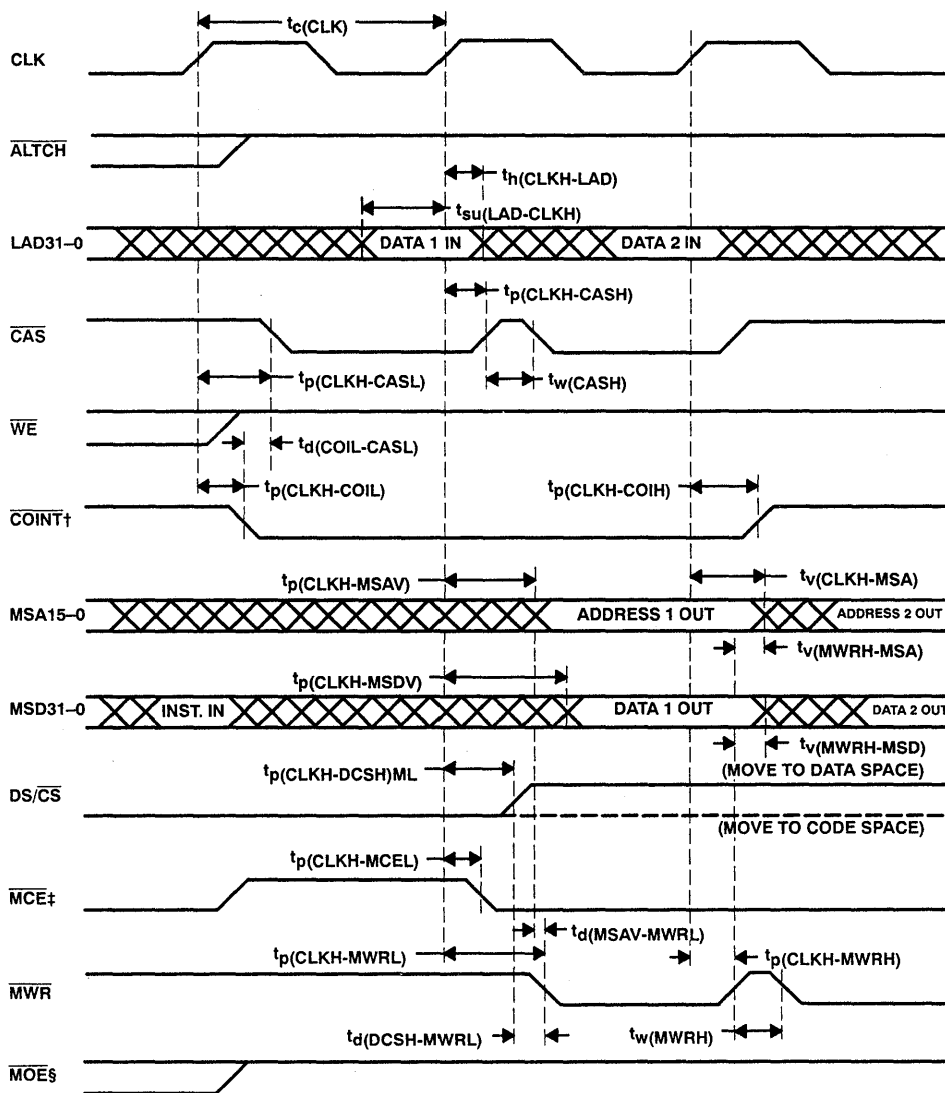 tc(CLK)
CLK
ALTCH
th(CLKH-LAD)
tsu(LAD-CLKH)
LAD31–0
DATA 1 IN
DATA 2 IN
tp(CLKH-CASH)
CAS
tp(CLKH-CASL)
tw(CASH)
WE
td(COIL-CASL)
tp(CLKH-COIL)
tp(CLKH-COIH)
COINT†
tp(CLKH-MSAV)
tv(CLKH-MSA)
MSA15–0
ADDRESS 1 OUT
ADDRESS 2 OUT
tv(MWRH-MSA)
tp(CLKH-MSDV)
MSD31–0
INST. IN
DATA 1 OUT
DATA 2 OUT
tv(MWRH-MSD)
tp(CLKH-DCSH)ML
(MOVE TO DATA SPACE)
DS/CS
(MOVE TO CODE SPACE)
tp(CLKH-MCEL)
MCE‡
td(MSAV-MWRL)
tp(CLKH-MWRL)
tp(CLKH-MWRH)
MWR
td(DCSH-MWRL)
tw(MWRH)
MOE§